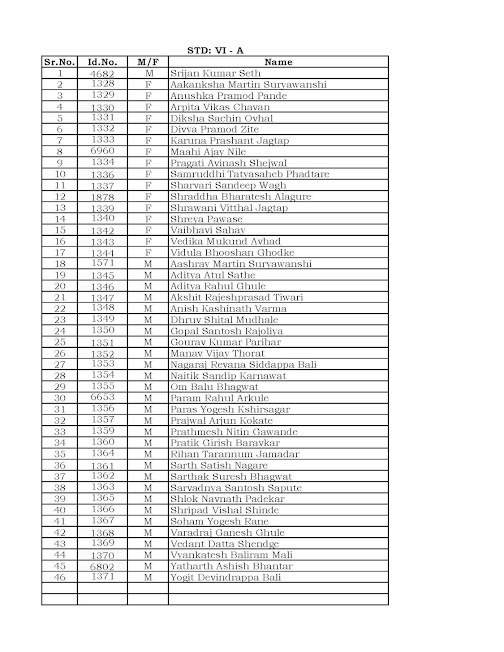 STD: VI - A
Sr.No. Id.No. M/F Name
1 4682 M Srijan Kumar Seth
2 1328 F Aakanksha Martin Suryawanshi
3 1329 F Anushka Pramod Pande
4 1330 F Arpita Vikas Chavan
5 1331 F Diksha Sachin Ovhal
6 1332 F Divya Pramod Zite
7 1333 F Karuna Prashant Jagtap
8 6960 F Maahi Ajay Nile
9 1334 F Pragati Avinash Shejwal
10 1336 F Samruddhi Tatyasaheb Phadtare
11 1337 F Sharvari Sandeep Wagh
12 1878 F Shraddha Bharatesh Alagure
13 1339 F Shrawani Vitthal Jagtap
14 1340 F Shreya Pawase
15 1342 F Vaibhavi Sahay
16 1343 F Vedika Mukund Avhad
17 1344 F Vidula Bhooshan Ghodke
18 1571 M Aashray Martin Suryawanshi
19 1345 M Aditya Atul Sathe
20 1346 M Aditya Rahul Ghule
21 1347 M Akshit Rajeshprasad Tiwari
22 1348 M Anish Kashinath Varma
23 1349 M Dhruv Shital Mudhale
24 1350 M Gopal Santosh Rajoliya
25 1351 M Gourav Kumar Parihar
26 1352 M Manav Vijay Thorat
27 1353 M Nagaraj Revana Siddappa Bali
28 1354 M Naitik Sandip Karnawat
29 1355 M Om Balu Bhagwat
30 6653 M Param Rahul Arkule
31 1356 M Paras Yogesh Kshirsagar
32 1357 M Prajwal Arjun Kokate
33 1359 M Prathmesh Nitin Gawande
34 1360 M Pratik Girish Baravkar
35 1364 M Rihan Tarannum Jamadar
36 1361 M Sarth Satish Nagare
37 1362 M Sarthak Suresh Bhagwat
38 1363 M Sarvadnya Santosh Sapute
39 1365 M Shlok Navnath Padekar
40 1366 M Shripad Vishal Shinde
41 1367 M Soham Yogesh Rane
42 1368 M Varadraj Ganesh Ghule
43 1369 M Vedant Datta Shendge
44 1370 M Vyankatesh Baliram Mali
45 6802 M Yatharth Ashish Bhantar
46 1371 M Yogit Devindrappa Bali